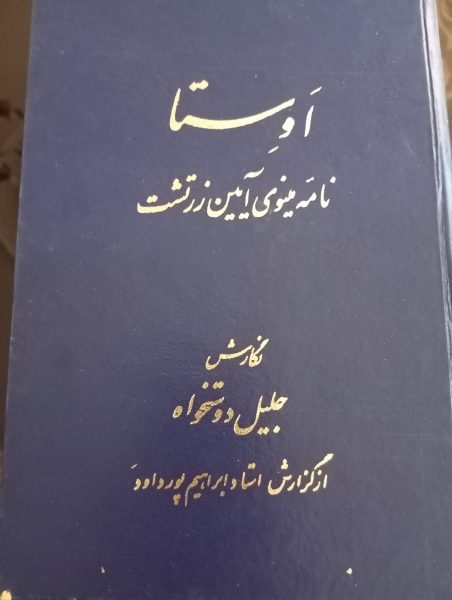 اَوِستا
نامهٔ مینوی آیین زرتشت
نگارش
جلیل دوستخواه
از گزارش استاد ابراهیم پورداود